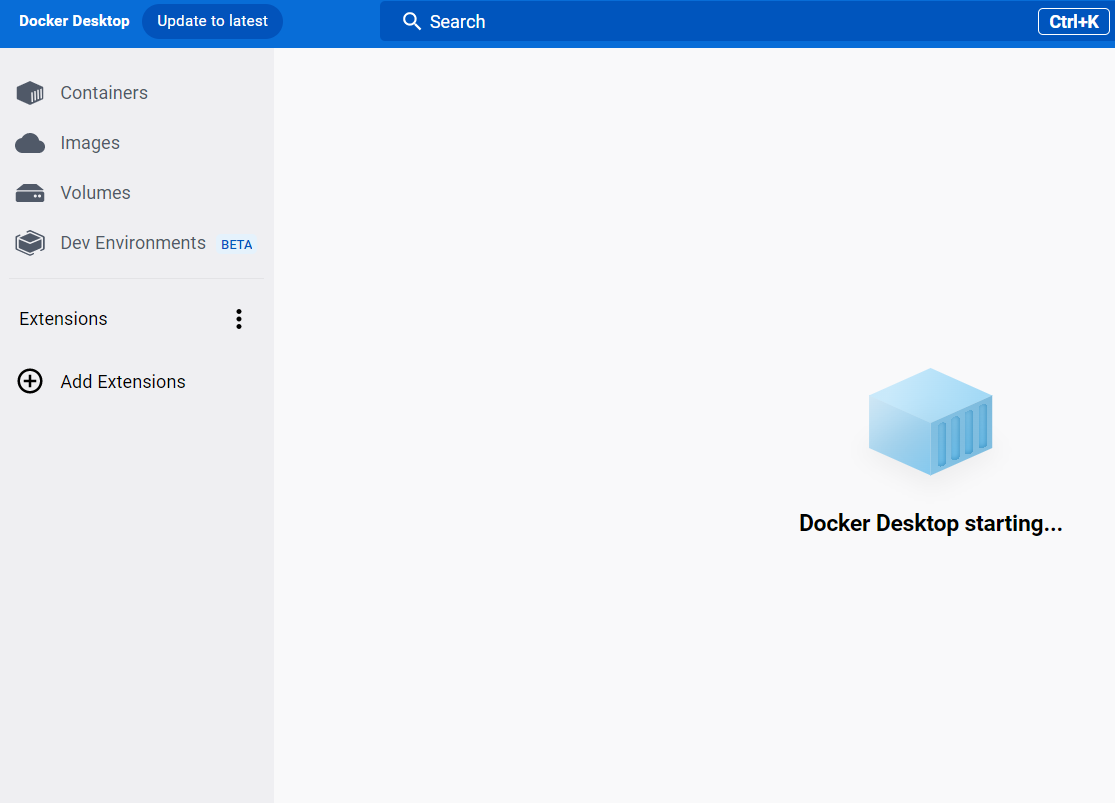 Docker Desktop Update to latest Search Ctrl+K
Containers
Images
Volumes
Dev Environments BETA
Extensions
Add Extensions
Docker Desktop starting...